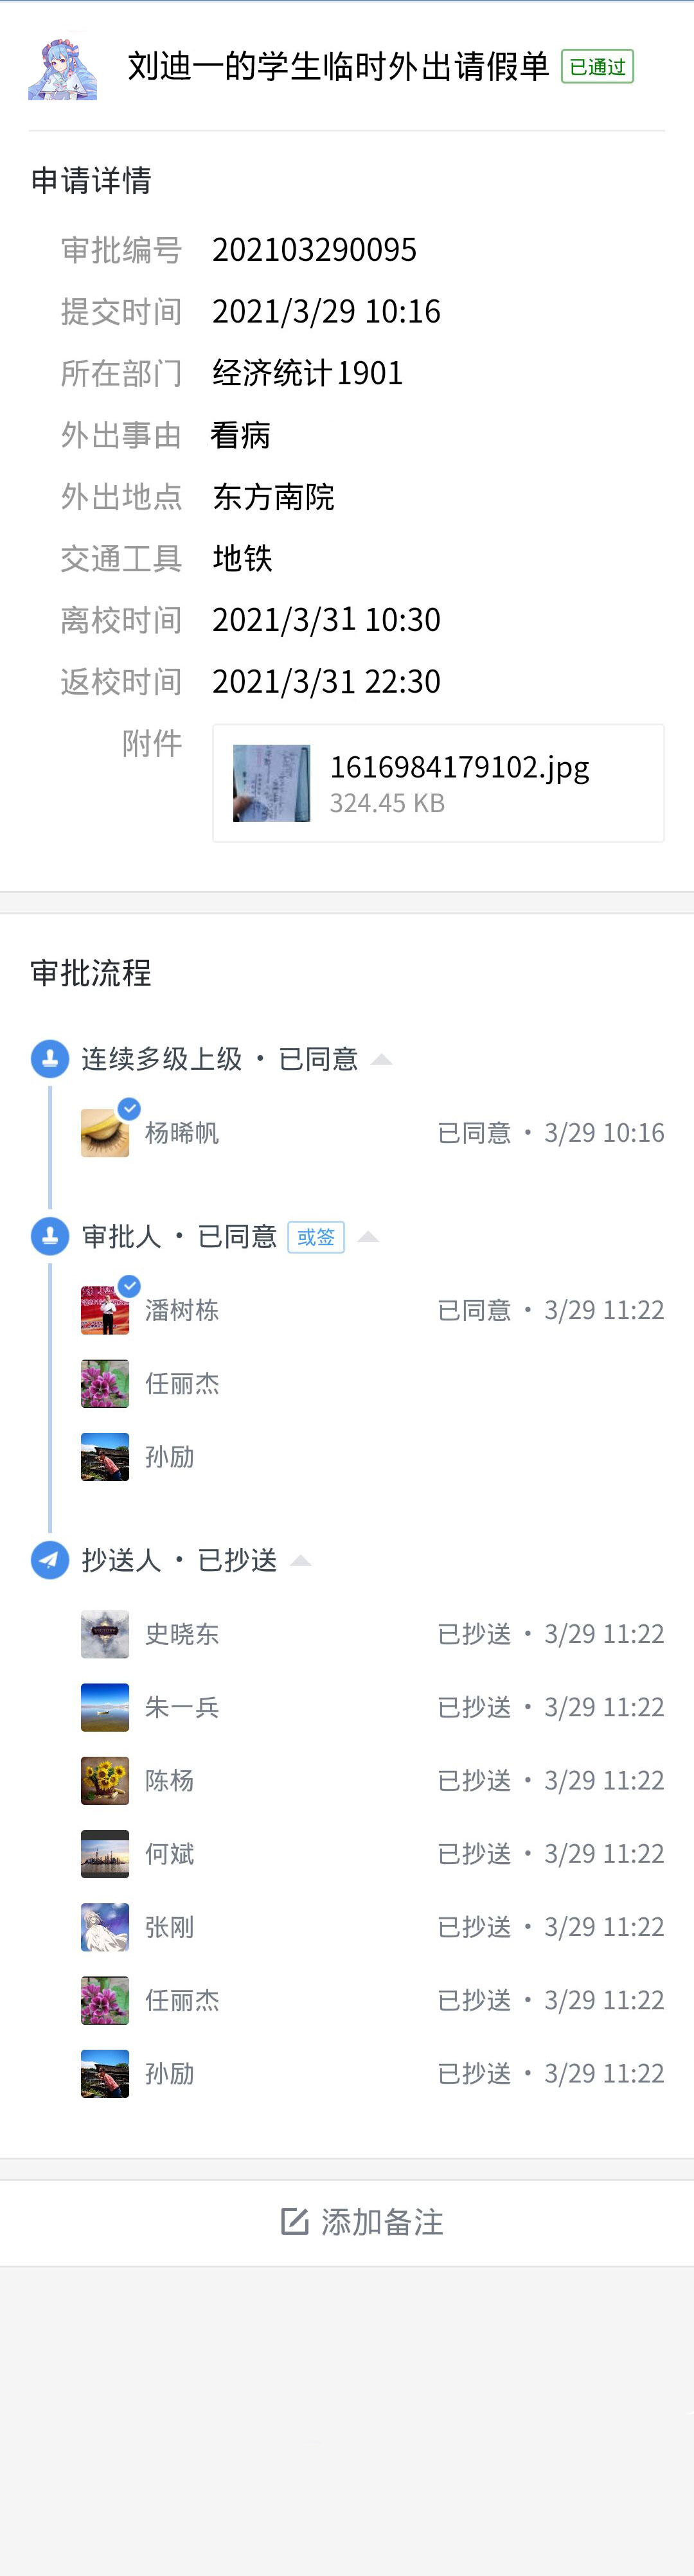 刘迪一的学生临时外出请假单 已通过
申请详情
审批编号 202103290095
提交时间 2021/3/29 10:16
所在部门 经济统计1901
外出事由 看病
外出地点 东方南院
交通工具 地铁
离校时间 2021/3/31 10:30
返校时间 2021/3/31 22:30
附件 1616984179102.jpg
324.45 KB
审批流程
连续多级上级 · 已同意
杨晞帆 已同意 · 3/29 10:16
审批人 · 已同意 或签
潘树栋 已同意 · 3/29 11:22
任丽杰
孙励
抄送人 · 已抄送
史晓东 已抄送 · 3/29 11:22
朱一兵 已抄送 · 3/29 11:22
陈杨 已抄送 · 3/29 11:22
何斌 已抄送 · 3/29 11:22
张刚 已抄送 · 3/29 11:22
任丽杰 已抄送 · 3/29 11:22
孙励 已抄送 · 3/29 11:22
添加备注